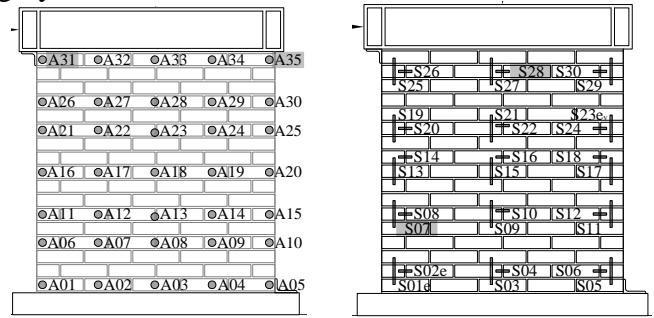 A31 A32 A33 A34 A35
A26 A27 A28 A29 A30
A21 A22 A23 A24 A25
A16 A17 A18 A19 A20
A11 A12 A13 A14 A15
A06 A07 A08 A09 A10
A01 A02 A03 A04 A05
S26 S28 S30
S25 S27 S29
S19 S21 S23e
S20 S22 S24
S14 S16 S18
S13 S15 S17
S08 S10 S12
S07 S09 S11
S02e S04 S06
S01e S03 S05